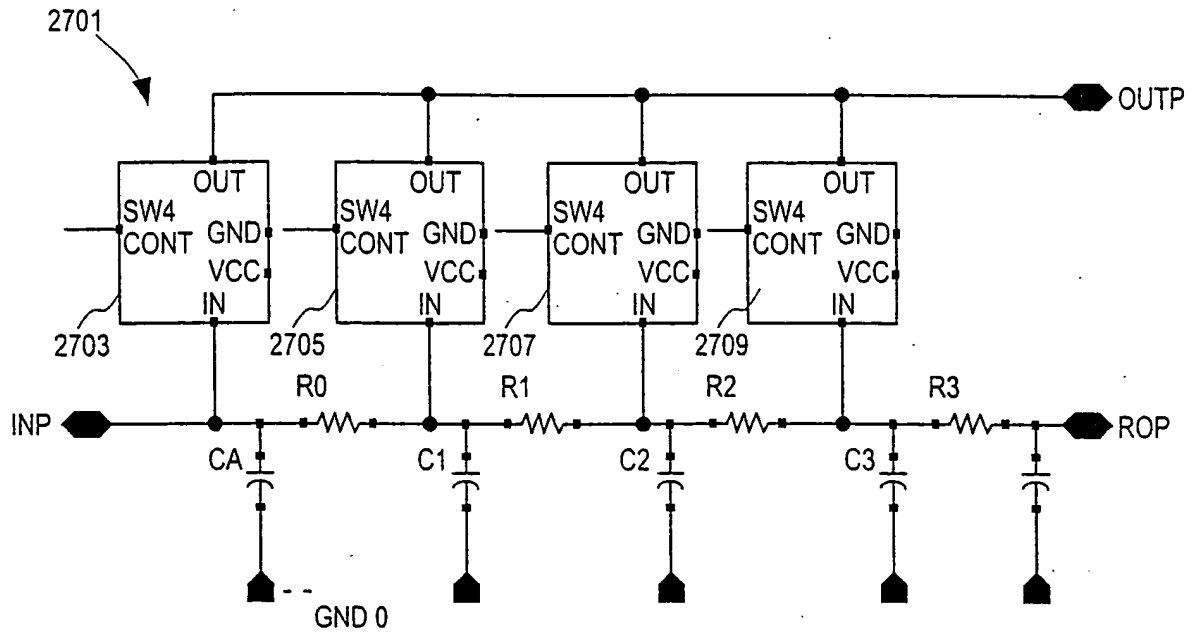 2701
OUTP
OUT OUT OUT OUT
SW4 SW4 SW4 SW4
CONT GND CONT GND CONT GND CONT GND
VCC VCC VCC VCC
IN IN IN IN
2703 2705 2707 2709
R0 R1 R2 R3
INP ROP
CA C1 C2 C3
GND 0